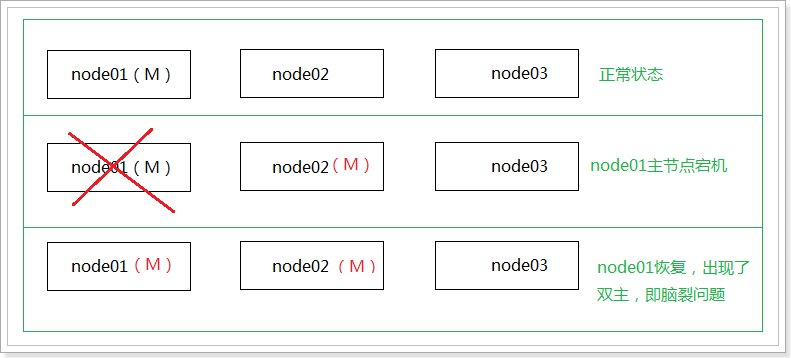 node01（M） node02 node03 正常状态
node01（M） node02（M） node03 node01主节点宕机
node01（M） node02（M） node03 node01恢复，出现了
双主，即脑裂问题